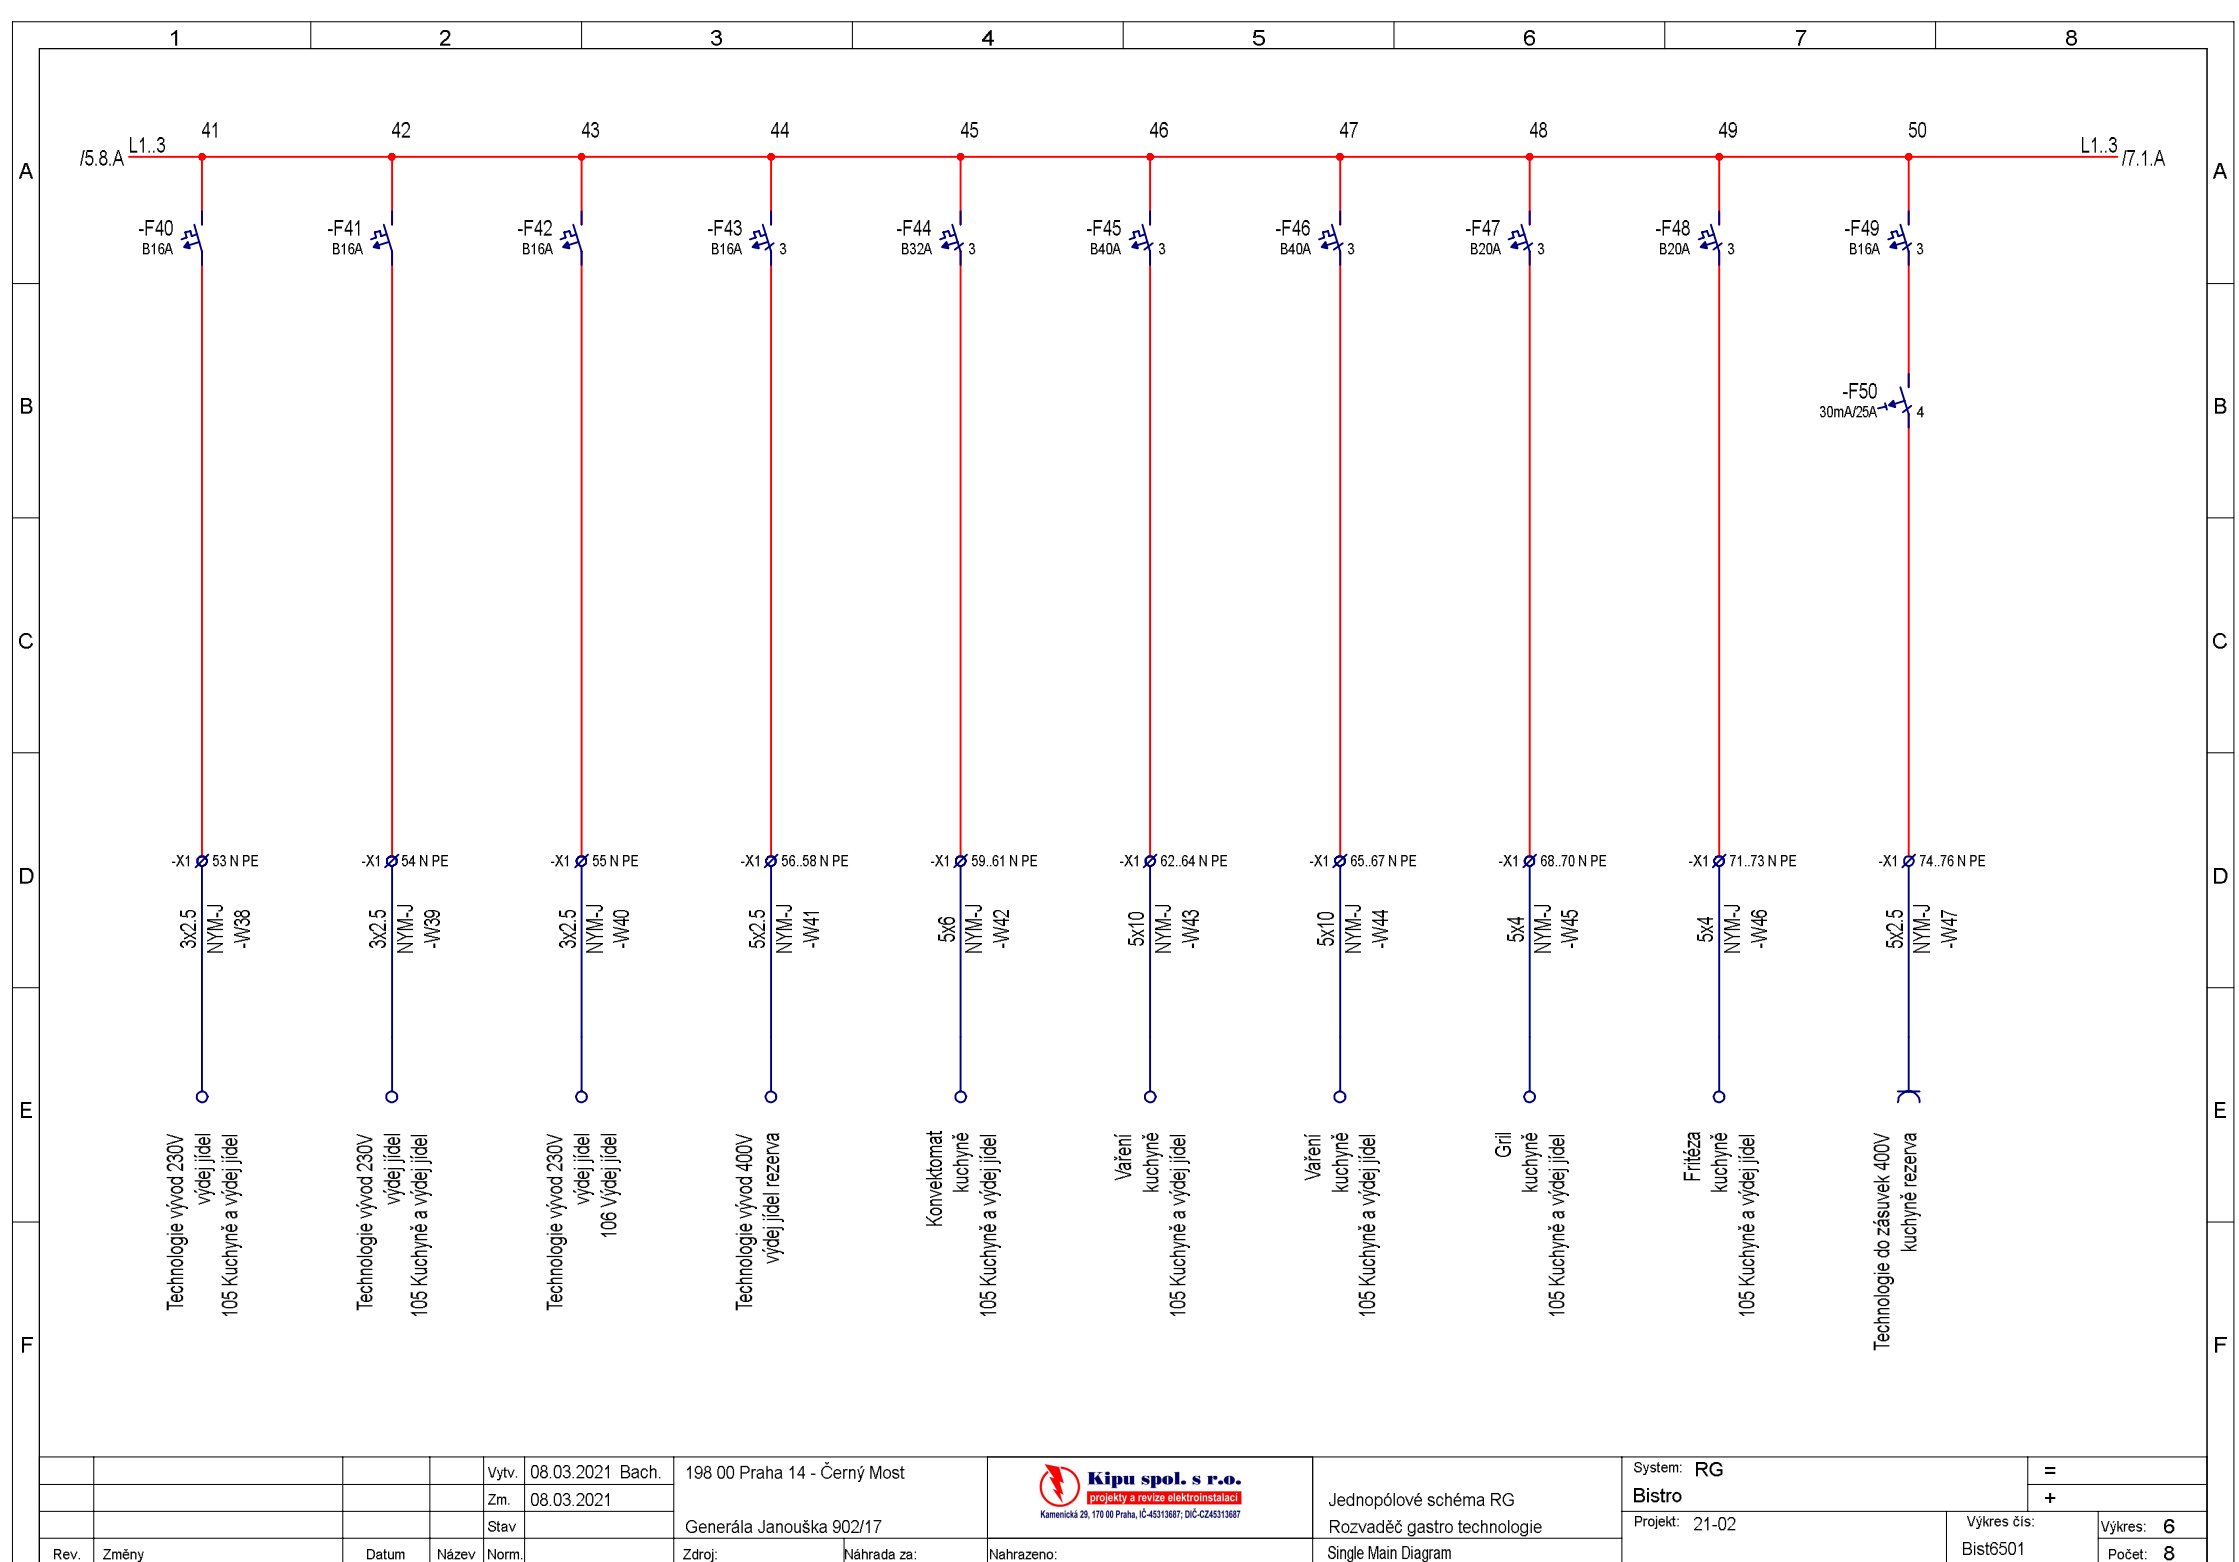 1 2 3 4 5 6 7 8
41 42 43 44 45 46 47 48 49 50
/5.8.A L1..3 L1..3 /7.1.A
A A
-F40 -F41 -F42 -F43 -F44 -F45 -F46 -F47 -F48 -F49
B16A B16A B16A B16A 3 B32A 3 B40A 3 B40A 3 B20A 3 B20A 3 B16A 3
B B
-F50
30mA/25A 4
C C
-X1 53 N PE -X1 54 N PE -X1 55 N PE -X1 56..58 N PE -X1 59..61 N PE -X1 62..64 N PE -X1 65..67 N PE -X1 68..70 N PE -X1 71..73 N PE -X1 74..76 N PE
D D
3x2.5
NYM-J
-W38
3x2.5
NYM-J
-W39
3x2.5
NYM-J
-W40
5x2.5
NYM-J
-W41
5x6
NYM-J
-W42
5x10
NYM-J
-W43
5x10
NYM-J
-W44
5x4
NYM-J
-W45
5x4
NYM-J
-W46
5x2.5
NYM-J
-W47
E E
Technologie vývod 230V
výdej jídel
105 Kuchyně a výdej jídel
Technologie vývod 230V
výdej jídel
105 Kuchyně a výdej jídel
Technologie vývod 230V
výdej jídel
106 Výdej jídel
Technologie vývod 400V
výdej jídel rezerva
Konvektomat
kuchyně
105 Kuchyně a výdej jídel
Vaření
kuchyně
105 Kuchyně a výdej jídel
Vaření
kuchyně
105 Kuchyně a výdej jídel
Gril
kuchyně
105 Kuchyně a výdej jídel
Fritéza
kuchyně
105 Kuchyně a výdej jídel
Technologie do zásuvek 400V
kuchyně rezerva
F F
Vytv. 08.03.2021 Bach.
Zm. 08.03.2021
Stav
Rev. Změny Datum Název Norm.
198 00 Praha 14 - Černý Most
Generála Janouška 902/17
Zdroj: Náhrada za: Nahrazeno:
Kipu spol. s r.o.
projekty a revize elektroinstalací
Kamenická 29, 170 00 Praha, IČ-45313687; DIČ-CZ45313687
Jednopólové schéma RG
Rozvaděč gastro technologie
Single Main Diagram
System: RG
Bistro
=
+
Projekt: 21-02
Výkres čís:
Bist6501
Výkres: 6
Počet: 8